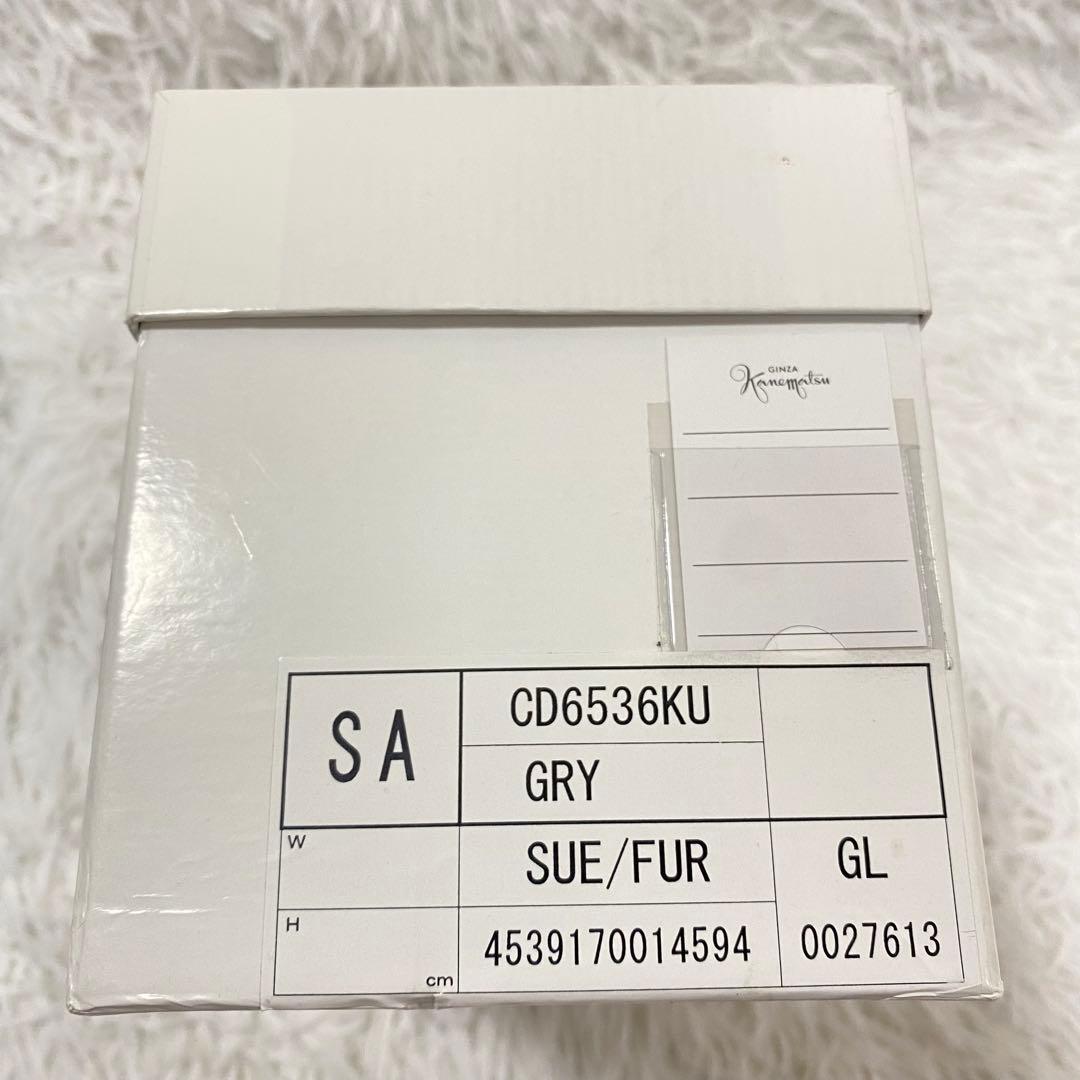 GINZA
Kanematsu
SA
CD6536KU
GRY
W
SUE/FUR
GL
H
cm
4539170014594
0027613